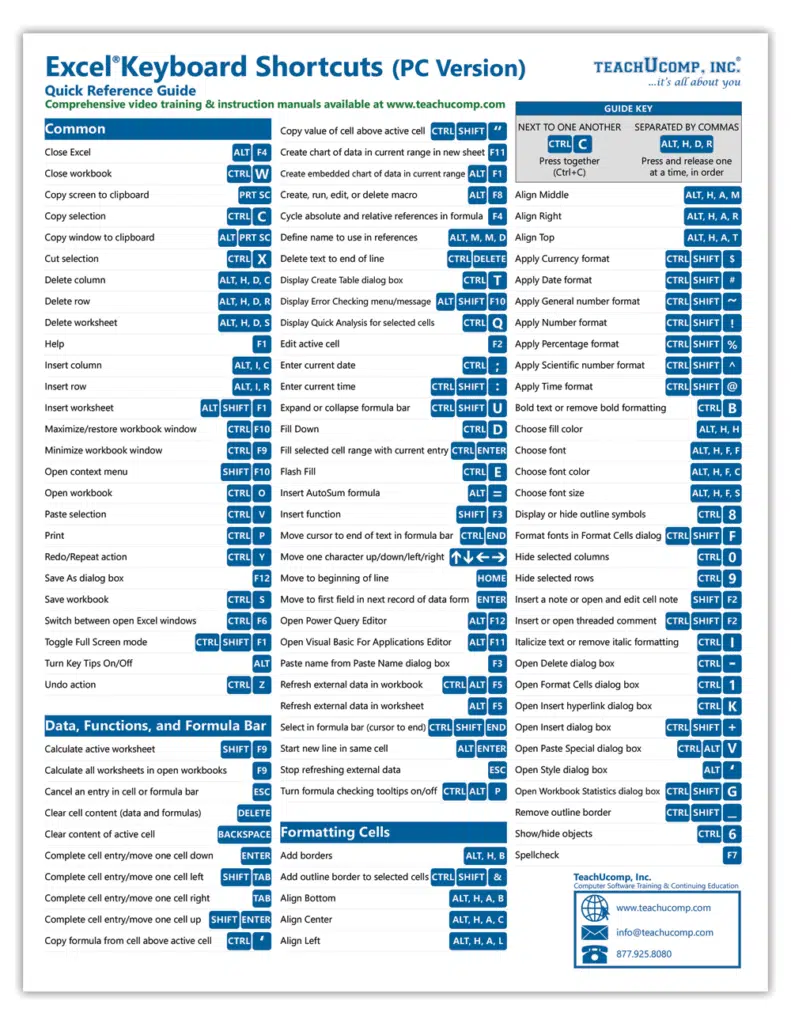 Excel® Keyboard Shortcuts (PC Version)
Quick Reference Guide
Comprehensive video training & instruction manuals available at www.teachucomp.com
TEACHUCOMP, INC.®
...it's all about you
GUIDE KEY
NEXT TO ONE ANOTHER
CTRL C
Press together
(Ctrl+C)
SEPARATED BY COMMAS
ALT, H, D, R
Press and release one
at a time, in order
Common
Close Excel ALT F4
Close workbook CTRL W
Copy screen to clipboard PRT SC
Copy selection CTRL C
Copy window to clipboard ALT PRT SC
Cut selection CTRL X
Delete column ALT, H, D, C
Delete row ALT, H, D, R
Delete worksheet ALT, H, D, S
Help F1
Insert column ALT, I, C
Insert row ALT, I, R
Insert worksheet ALT SHIFT F1
Maximize/restore workbook window CTRL F10
Minimize workbook window CTRL F9
Open context menu SHIFT F10
Open workbook CTRL O
Paste selection CTRL V
Print CTRL P
Redo/Repeat action CTRL Y
Save As dialog box F12
Save workbook CTRL S
Switch between open Excel windows CTRL F6
Toggle Full Screen mode CTRL SHIFT F1
Turn Key Tips On/Off ALT
Undo action CTRL Z
Data, Functions, and Formula Bar
Calculate active worksheet SHIFT F9
Calculate all worksheets in open workbooks F9
Cancel an entry in cell or formula bar ESC
Clear cell content (data and formulas) DELETE
Clear content of active cell BACKSPACE
Complete cell entry/move one cell down ENTER
Complete cell entry/move one cell left SHIFT TAB
Complete cell entry/move one cell right TAB
Complete cell entry/move one cell up SHIFT ENTER
Copy formula from cell above active cell CTRL ‘
Copy value of cell above active cell CTRL SHIFT “
Create chart of data in current range in new sheet F11
Create embedded chart of data in current range ALT F1
Create, run, edit, or delete macro ALT F8
Cycle absolute and relative references in formula F4
Define name to use in references ALT, M, M, D
Delete text to end of line CTRL DELETE
Display Create Table dialog box CTRL T
Display Error Checking menu/message ALT SHIFT F10
Display Quick Analysis for selected cells CTRL Q
Edit active cell F2
Enter current date CTRL ;
Enter current time CTRL SHIFT :
Expand or collapse formula bar CTRL SHIFT U
Fill Down CTRL D
Fill selected cell range with current entry CTRL ENTER
Flash Fill CTRL E
Insert AutoSum formula ALT =
Insert function SHIFT F3
Move cursor to end of text in formula bar CTRL END
Move one character up/down/left/right ↑↓←→
Move to beginning of line HOME
Move to first field in next record of data form ENTER
Open Power Query Editor ALT F12
Open Visual Basic For Applications Editor ALT F11
Paste name from Paste Name dialog box F3
Refresh external data in workbook CTRL ALT F5
Refresh external data in worksheet ALT F5
Select in formula bar (cursor to end) CTRL SHIFT END
Start new line in same cell ALT ENTER
Stop refreshing external data ESC
Turn formula checking tooltips on/off CTRL ALT P
Formatting Cells
Add borders ALT, H, B
Add outline border to selected cells CTRL SHIFT &
Align Bottom ALT, H, A, B
Align Center ALT, H, A, C
Align Left ALT, H, A, L
Align Middle ALT, H, A, M
Align Right ALT, H, A, R
Align Top ALT, H, A, T
Apply Currency format CTRL SHIFT $
Apply Date format CTRL SHIFT #
Apply General number format CTRL SHIFT ~
Apply Number format CTRL SHIFT !
Apply Percentage format CTRL SHIFT %
Apply Scientific number format CTRL SHIFT ^
Apply Time format CTRL SHIFT @
Bold text or remove bold formatting CTRL B
Choose fill color ALT, H, H
Choose font ALT, H, F, F
Choose font color ALT, H, F, C
Choose font size ALT, H, F, S
Display or hide outline symbols CTRL 8
Format fonts in Format Cells dialog CTRL SHIFT F
Hide selected columns CTRL 0
Hide selected rows CTRL 9
Insert a note or open and edit cell note SHIFT F2
Insert or open threaded comment CTRL SHIFT F2
Italicize text or remove italic formatting CTRL I
Open Delete dialog box CTRL -
Open Format Cells dialog box CTRL 1
Open Insert hyperlink dialog box CTRL K
Open Insert dialog box CTRL SHIFT +
Open Paste Special dialog box CTRL ALT V
Open Style dialog box ALT ‘
Open Workbook Statistics dialog box CTRL SHIFT G
Remove outline border CTRL SHIFT _
Show/hide objects CTRL 6
Spellcheck F7
TeachUcomp, Inc.
Computer Software Training & Continuing Education
www.teachucomp.com
info@teachucomp.com
877.925.8080